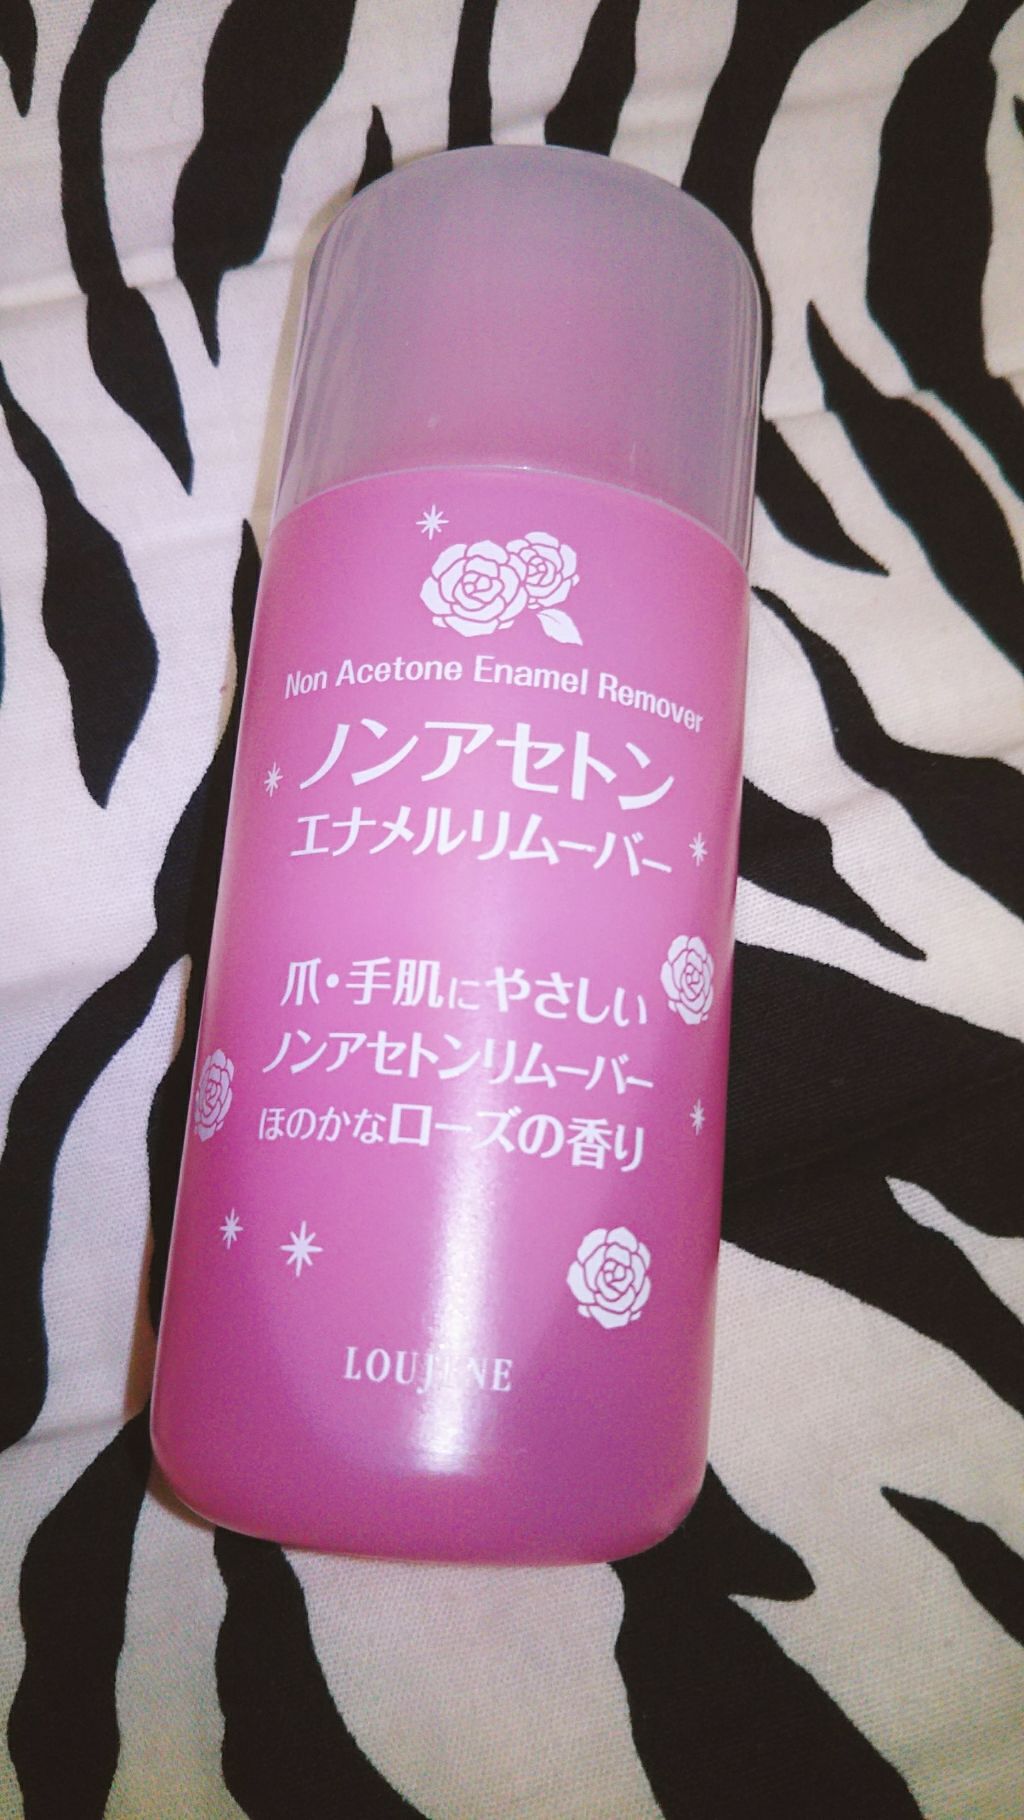 Non Acetone Enamel Remover
ノンアセトン
エナメルリムーバー
爪・手肌にやさしい
ノンアセトンリムーバー
ほのかなローズの香り